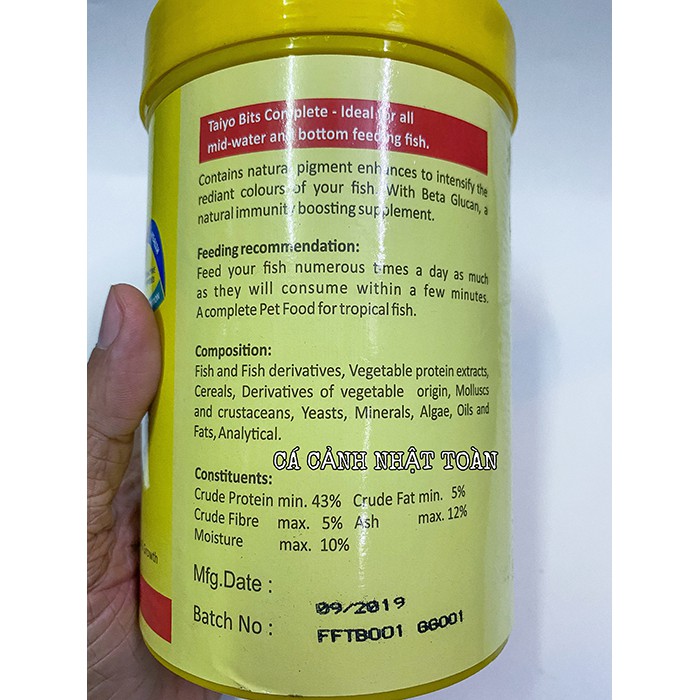 Taiyo Bits Complete - Ideal for all
mid-water and bottom feeding fish.
Contains natural pigment enhances to intensify the
rediant colours of your fish. With Beta Glucan, a
natural immunity boosting supplement.
Feeding recommendation:
Feed your fish numerous times a day as much
as they will consume within a few minutes.
A complete Pet Food for tropical fish.
Composition:
Fish and Fish derivatives, Vegetable protein extracts,
Cereals, Derivatives of vegetable origin, Molluscs
and crustaceans, Yeasts, Minerals, Algae, Oils and
Fats, Analytical.
CÁ CẢNH NHẬT TOÀN
Constituents:
Crude Protein min. 43% Crude Fat min. 5%
Crude Fibre max. 5% Ash max. 12%
Moisture max. 10%
Growth
Mfg.Date : 09/2019
Batch No : FFTB001 GG001